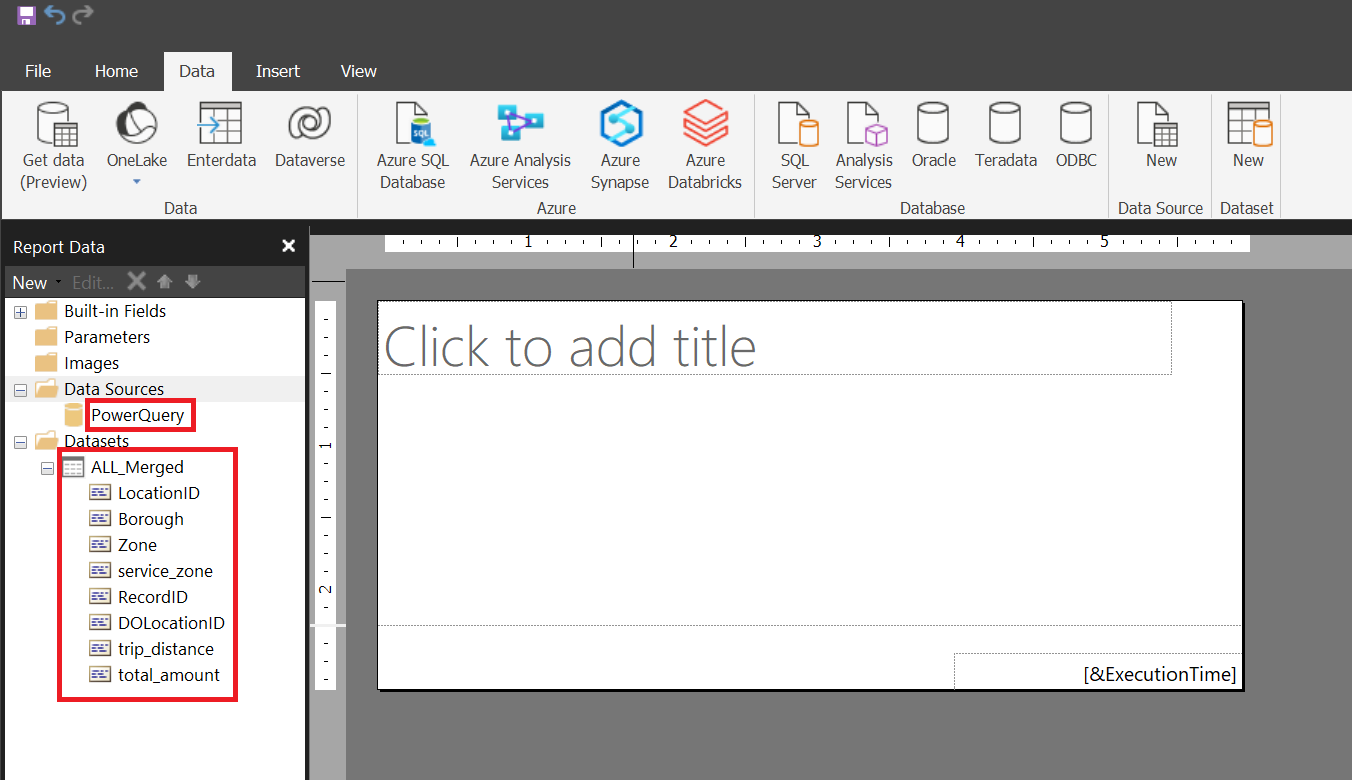 File Home Data Insert View
Get data (Preview)
OneLake
Enterdata
Dataverse
Data
Azure SQL Database
Azure Analysis Services
Azure Synapse
Azure Databricks
Azure
SQL Server
Analysis Services
Oracle
Teradata
ODBC
Database
New
Data Source
New
Dataset
Report Data
New Edit...
Built-in Fields
Parameters
Images
Data Sources
PowerQuery
Datasets
ALL_Merged
LocationID
Borough
Zone
service_zone
RecordID
DOLocationID
trip_distance
total_amount
1 2 3 4 5
1
2
Click to add title
[&ExecutionTime]
SQL